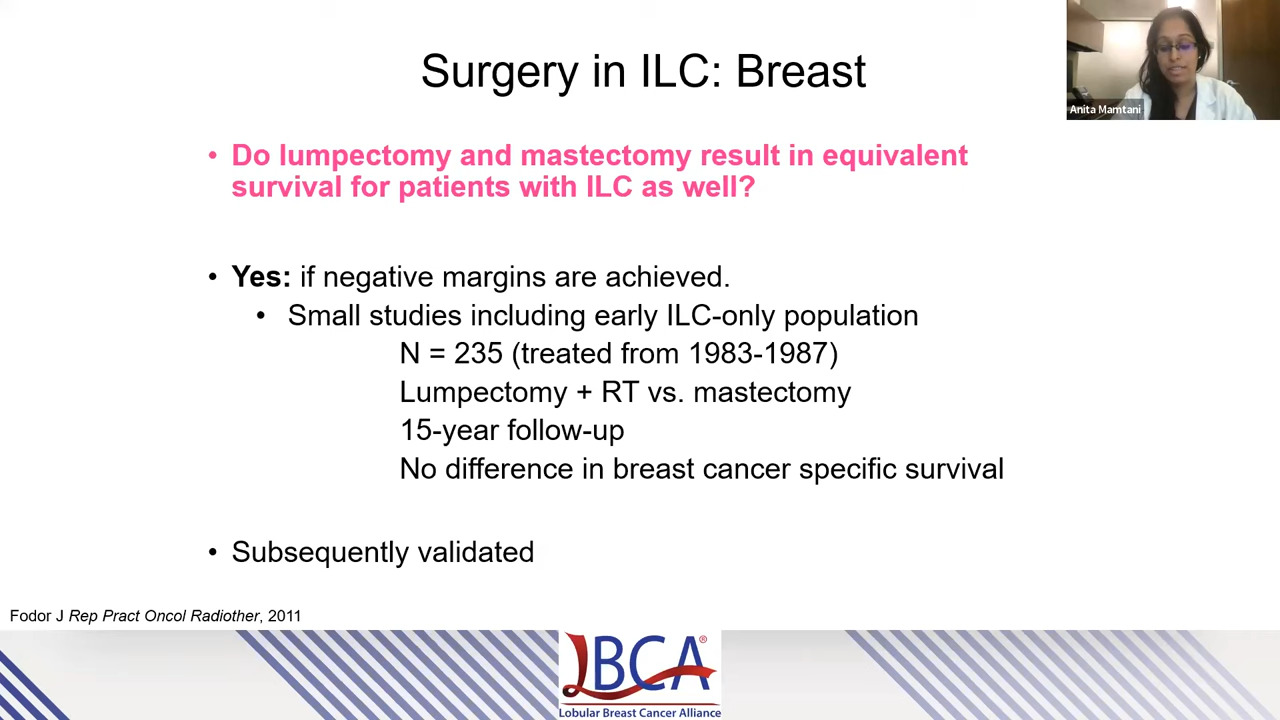 Surgery in ILC: Breast
Anita Mamtani
• Do lumpectomy and mastectomy result in equivalent
survival for patients with ILC as well?
• Yes: if negative margins are achieved.
• Small studies including early ILC-only population
N = 235 (treated from 1983-1987)
Lumpectomy + RT vs. mastectomy
15-year follow-up
No difference in breast cancer specific survival
• Subsequently validated
Fodor J Rep Pract Oncol Radiother, 2011
LBCA®
Lobular Breast Cancer Alliance